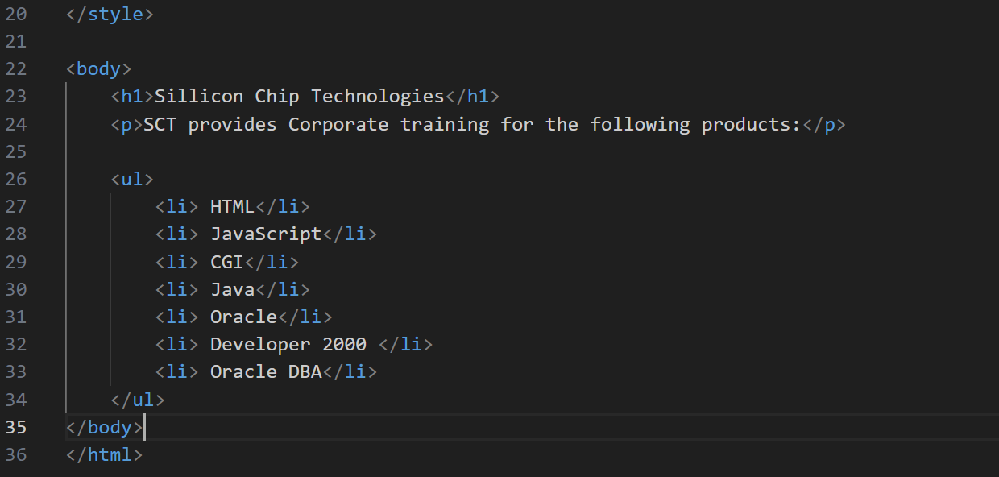 20 </style>
21
22 <body>
23 <h1>Sillicon Chip Technologies</h1>
24 <p>SCT provides Corporate training for the following products:</p>
25
26 <ul>
27 <li> HTML</li>
28 <li> JavaScript</li>
29 <li> CGI</li>
30 <li> Java</li>
31 <li> Oracle</li>
32 <li> Developer 2000 </li>
33 <li> Oracle DBA</li>
34 </ul>
35 </body>
36 </html>